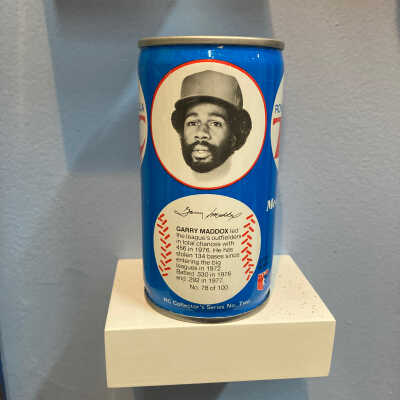 Garry Maddox
GARRY MADDOX led
the league's outfielders
in total chances with
456 in 1976. He has
stolen 134 bases since
entering the big
leagues in 1972.
Batted .330 in 1976
and .292 in 1977.
No. 78 of 100
RC Collector's Series No. Two